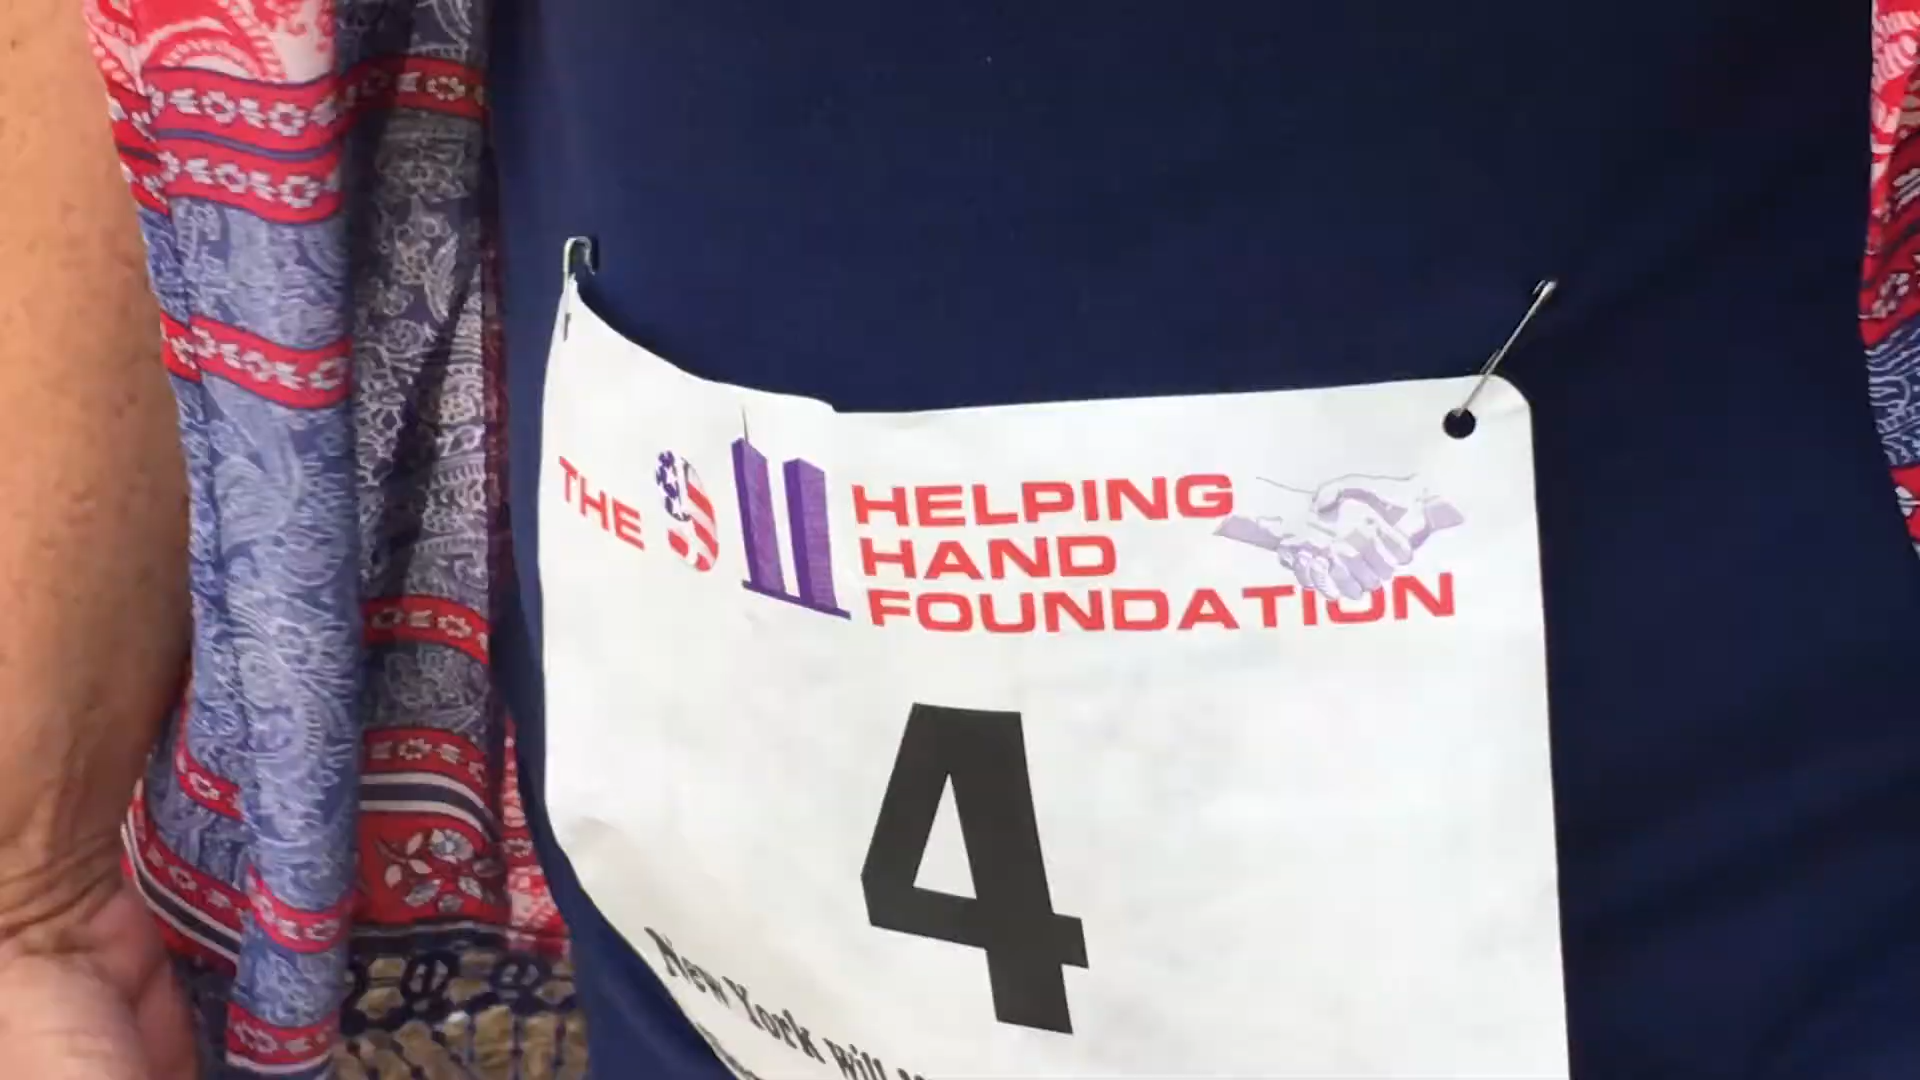 THE 9 11 HELPING
HAND
FOUNDATION
4
New York will